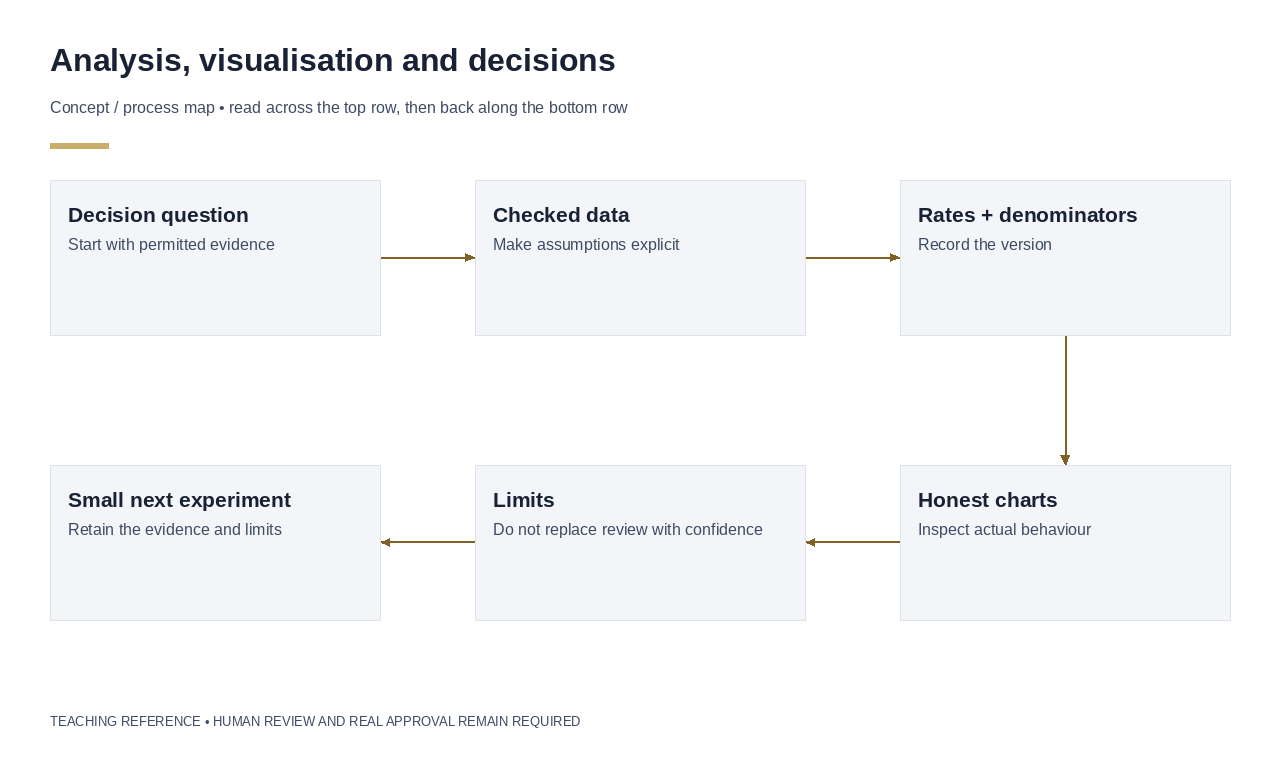 Analysis, visualisation and decisions
Concept / process map • read across the top row, then back along the bottom row
Decision question
Start with permitted evidence
Checked data
Make assumptions explicit
Rates + denominators
Record the version
Honest charts
Inspect actual behaviour
Limits
Do not replace review with confidence
Small next experiment
Retain the evidence and limits
TEACHING REFERENCE • HUMAN REVIEW AND REAL APPROVAL REMAIN REQUIRED